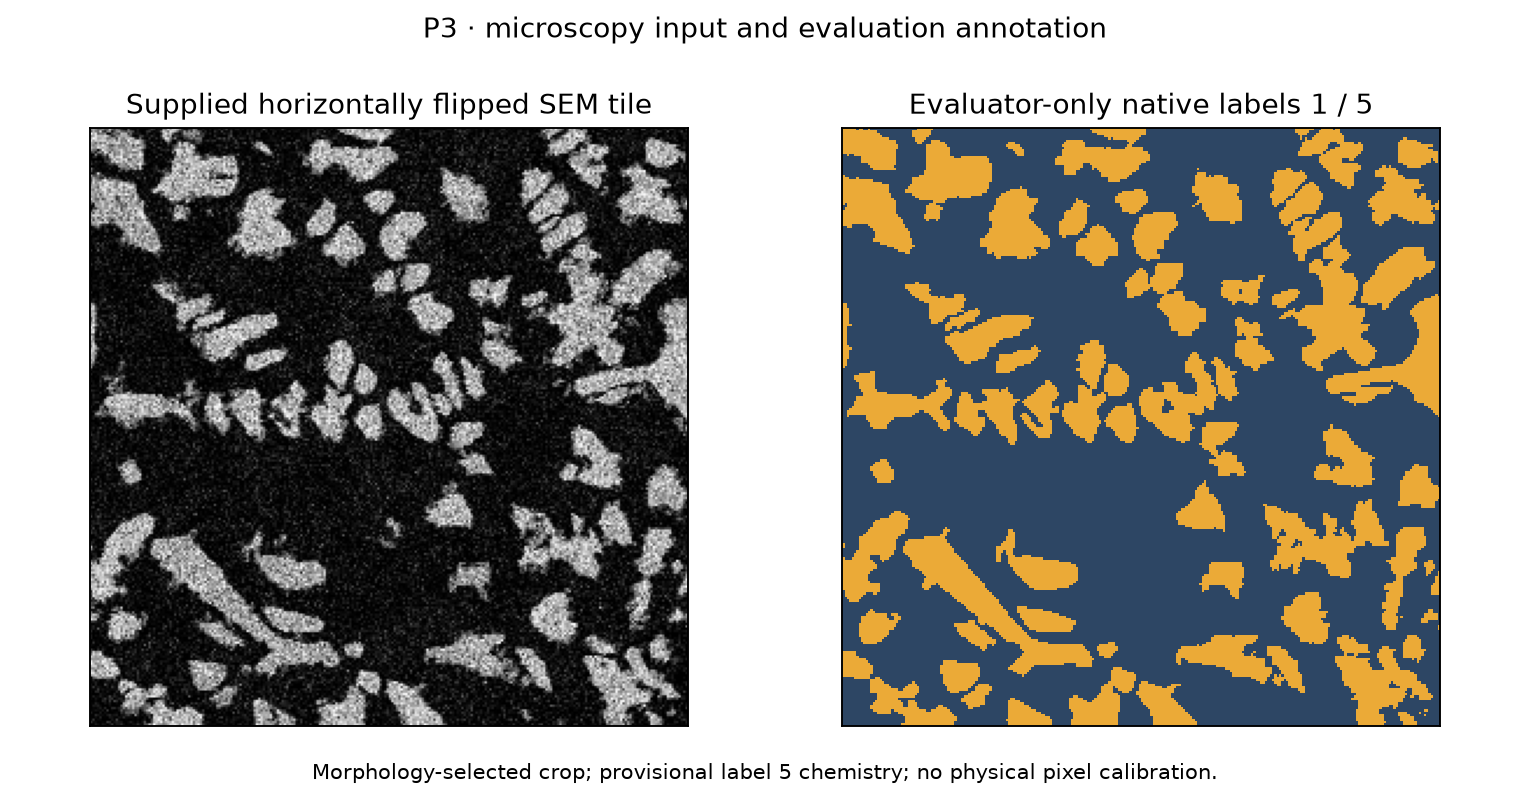 P3 · microscopy input and evaluation annotation
Supplied horizontally flipped SEM tile
Evaluator-only native labels 1 / 5
Morphology-selected crop; provisional label 5 chemistry; no physical pixel calibration.